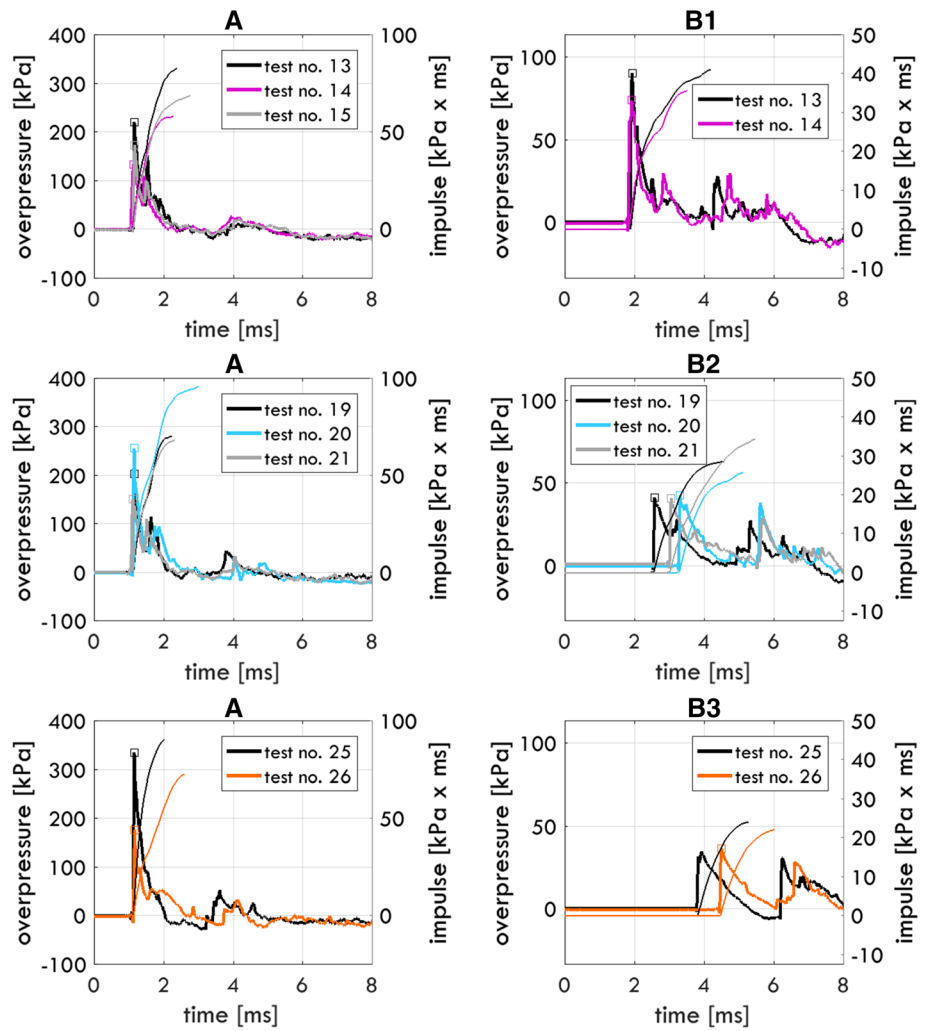 A
overpressure [kPa]
400
300
200
100
0
-100
0 2 4 6 8
time [ms]
100
50
0
impulse [kPa x ms]
test no. 13
test no. 14
test no. 15
B1
overpressure [kPa]
100
50
0
0 2 4 6 8
time [ms]
50
40
30
20
10
0
-10
impulse [kPa x ms]
test no. 13
test no. 14
A
overpressure [kPa]
400
300
200
100
0
-100
0 2 4 6 8
time [ms]
100
50
0
impulse [kPa x ms]
test no. 19
test no. 20
test no. 21
B2
overpressure [kPa]
100
50
0
0 2 4 6 8
time [ms]
50
40
30
20
10
0
-10
impulse [kPa x ms]
test no. 19
test no. 20
test no. 21
A
overpressure [kPa]
400
300
200
100
0
-100
0 2 4 6 8
time [ms]
100
50
0
impulse [kPa x ms]
test no. 25
test no. 26
B3
overpressure [kPa]
100
50
0
0 2 4 6 8
time [ms]
50
40
30
20
10
0
-10
impulse [kPa x ms]
test no. 25
test no. 26